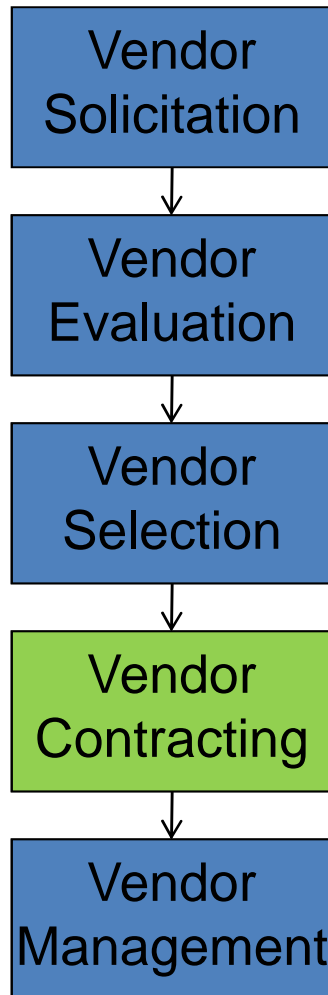 Vendor
Solicitation
Vendor
Evaluation
Vendor
Selection
Vendor
Contracting
Vendor
Management